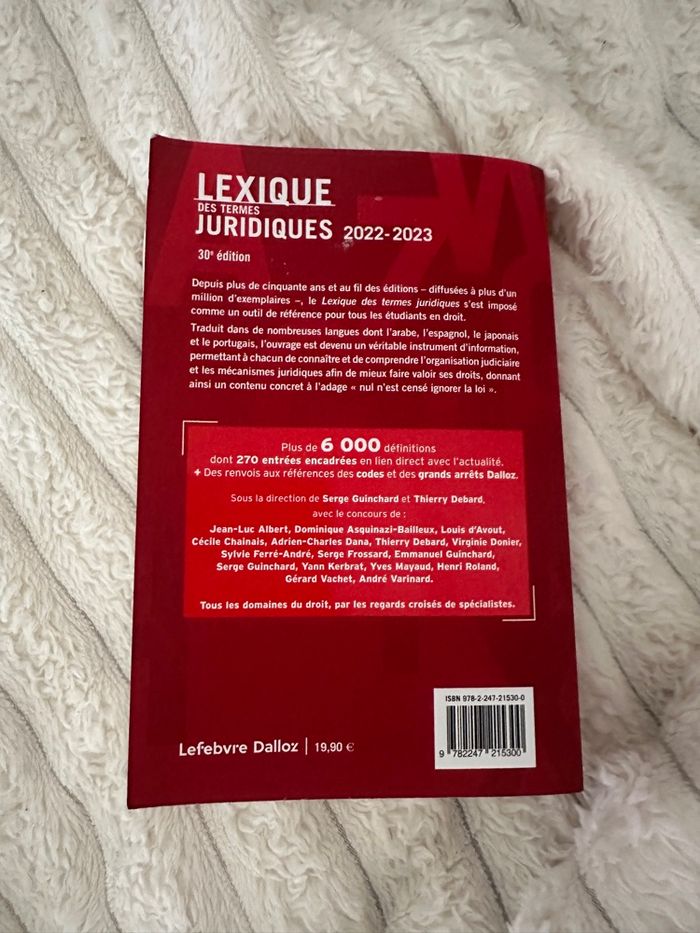 LEXIQUE
DES TERMES
JURIDIQUES 2022-2023
30e édition
Depuis plus de cinquante ans et au fil des éditions – diffusées à plus d'un
million d'exemplaires –, le Lexique des termes juridiques s'est imposé
comme un outil de référence pour tous les étudiants en droit.
Traduit dans de nombreuses langues dont l'arabe, l'espagnol, le japonais
et le portugais, l'ouvrage est devenu un véritable instrument d'information,
permettant à chacun de connaître et de comprendre l'organisation judiciaire
et les mécanismes juridiques afin de mieux faire valoir ses droits, donnant
ainsi un contenu concret à l'adage « nul n'est censé ignorer la loi ».
Plus de 6 000 définitions
dont 270 entrées encadrées en lien direct avec l'actualité.
+ Des renvois aux références des codes et des grands arrêts Dalloz.
Sous la direction de Serge Guinchard et Thierry Debard,
avec le concours de :
Jean-Luc Albert, Dominique Asquinazi-Bailleux, Louis d'Avout,
Cécile Chainais, Adrien-Charles Dana, Thierry Debard, Virginie Donier,
Sylvie Ferré-André, Serge Frossard, Emmanuel Guinchard,
Serge Guinchard, Yann Kerbrat, Yves Mayaud, Henri Roland,
Gérard Vachet, André Varinard.
Tous les domaines du droit, par les regards croisés de spécialistes.
ISBN 978-2-247-21530-0
9 782247 215300
Lefebvre Dalloz | 19,90 €